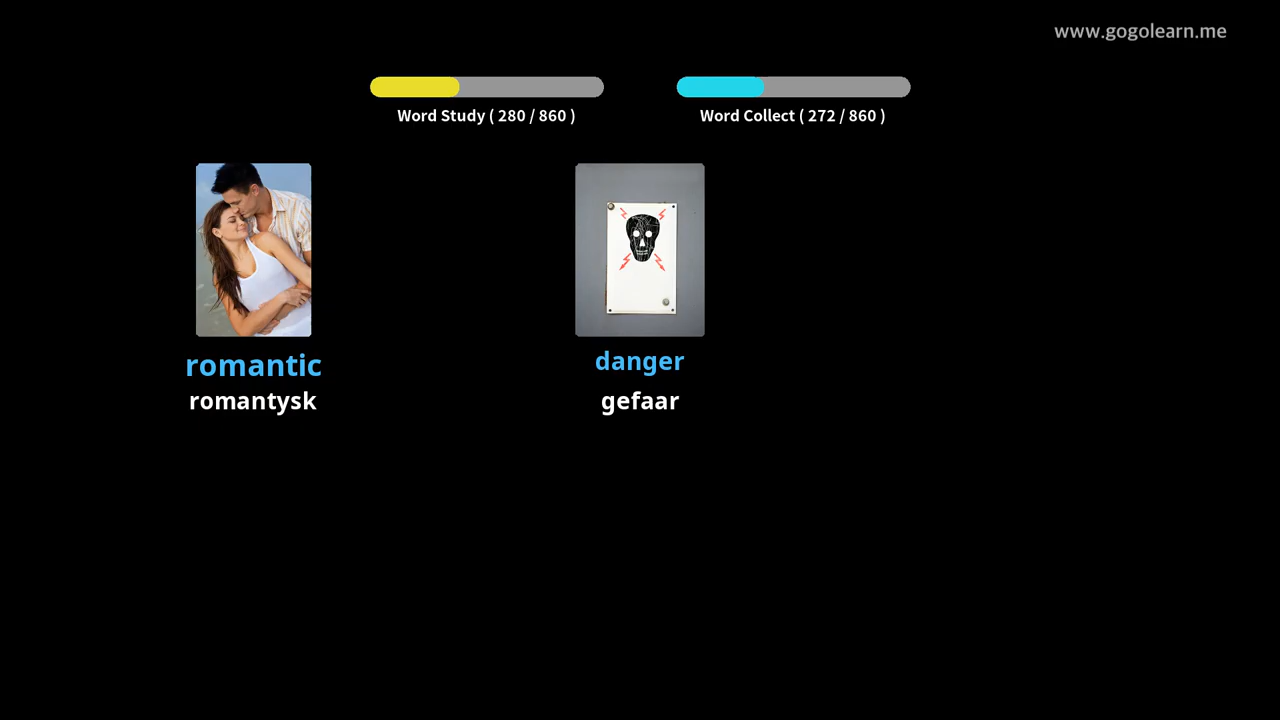 www.gogolearn.me
Word Study ( 280 / 860 )
Word Collect ( 272 / 860 )
romantic
romantysk
danger
gefaar